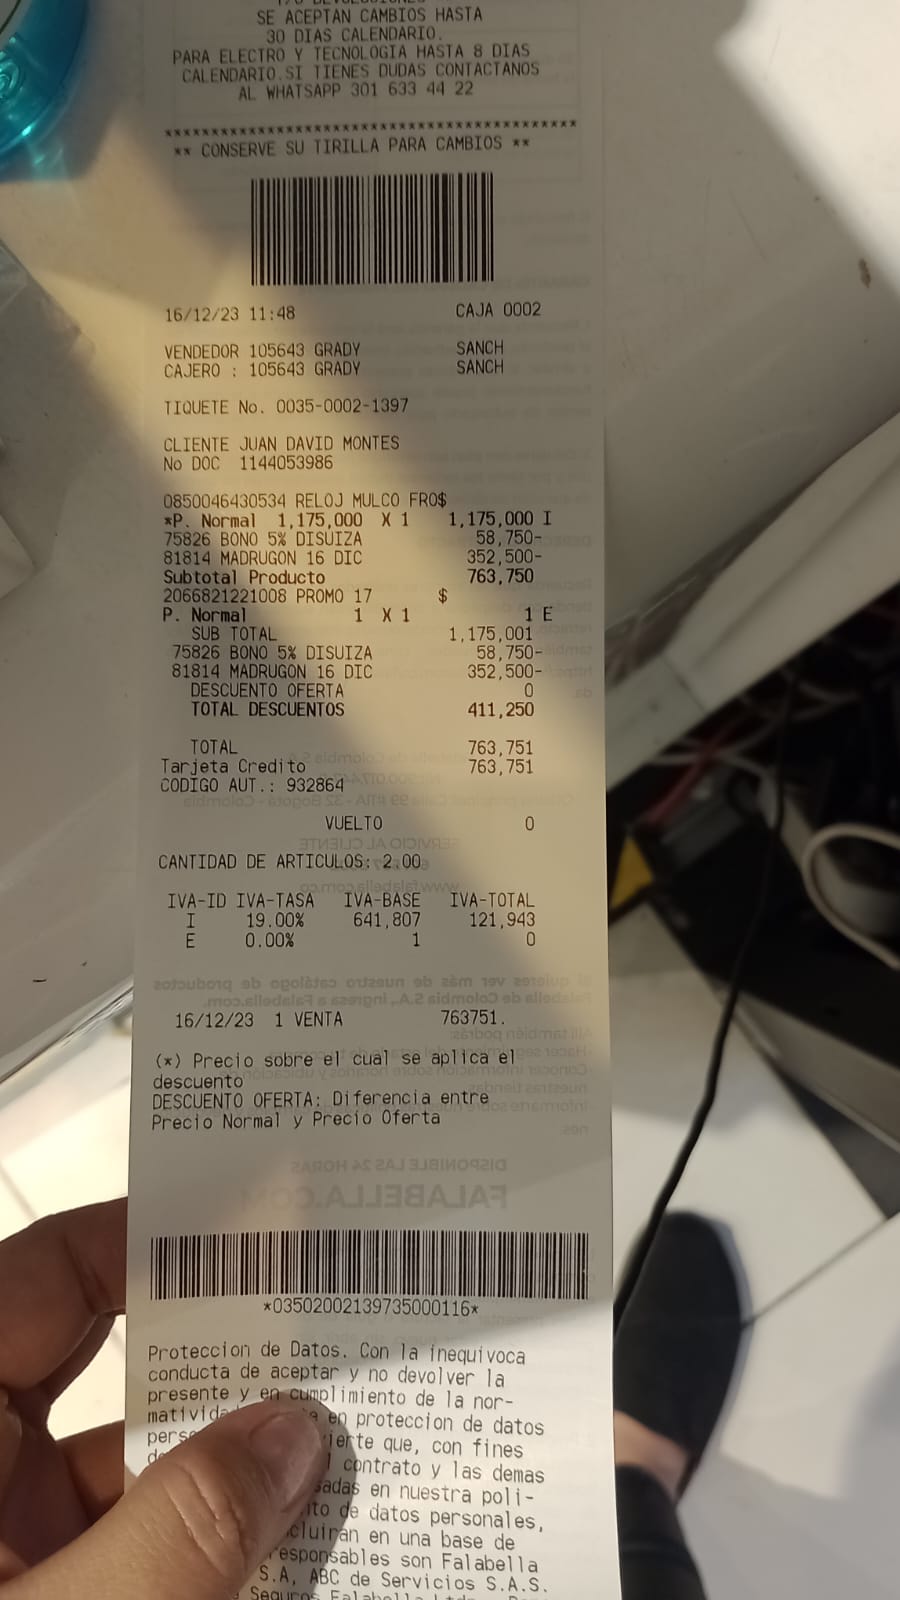 SE ACEPTAN CAMBIOS HASTA
30 DIAS CALENDARIO.
PARA ELECTRO Y TECNOLOGIA HASTA 8 DIAS
CALENDARIO.SI TIENES DUDAS CONTACTANOS
AL WHATSAPP 301 633 44 22
*********************************************
** CONSERVE SU TIRILLA PARA CAMBIOS **
16/12/23 11:48 CAJA 0002
VENDEDOR 105643 GRADY SANCH
CAJERO : 105643 GRADY SANCH
TIQUETE No. 0035-0002-1397
CLIENTE JUAN DAVID MONTES
No DOC 1144053986
0850046430534 RELOJ MULCO FRO$
*P. Normal 1,175,000 X 1 1,175,000 I
75826 BONO 5% DISUIZA 58,750-
81814 MADRUGON 16 DIC 352,500-
Subtotal Producto 763,750
2066821221008 PROMO 17 $
P. Normal 1 X 1 1 E
SUB TOTAL 1,175,001
75826 BONO 5% DISUIZA 58,750-
81814 MADRUGON 16 DIC 352,500-
DESCUENTO OFERTA 0
TOTAL DESCUENTOS 411,250
TOTAL 763,751
Tarjeta Credito 763,751
CODIGO AUT.: 932864
VUELTO 0
CANTIDAD DE ARTICULOS: 2.00
IVA-ID IVA-TASA IVA-BASE IVA-TOTAL
I 19.00% 641,807 121,943
E 0.00% 1 0
16/12/23 1 VENTA 763751.
(*) Precio sobre el cual se aplica el
descuento
DESCUENTO OFERTA: Diferencia entre
Precio Normal y Precio Oferta
FALABELLA.COM
*03502002139735000116*
Proteccion de Datos. Con la inequivoca
conducta de aceptar y no devolver la
presente y en cumplimiento de la nor-
en proteccion de datos
que, con fines
contrato y las demas
en nuestra poli-
de datos personales,
en una base de
responsables son Falabella
S.A, ABC de Servicios S.A.S.
Seguros Falabella